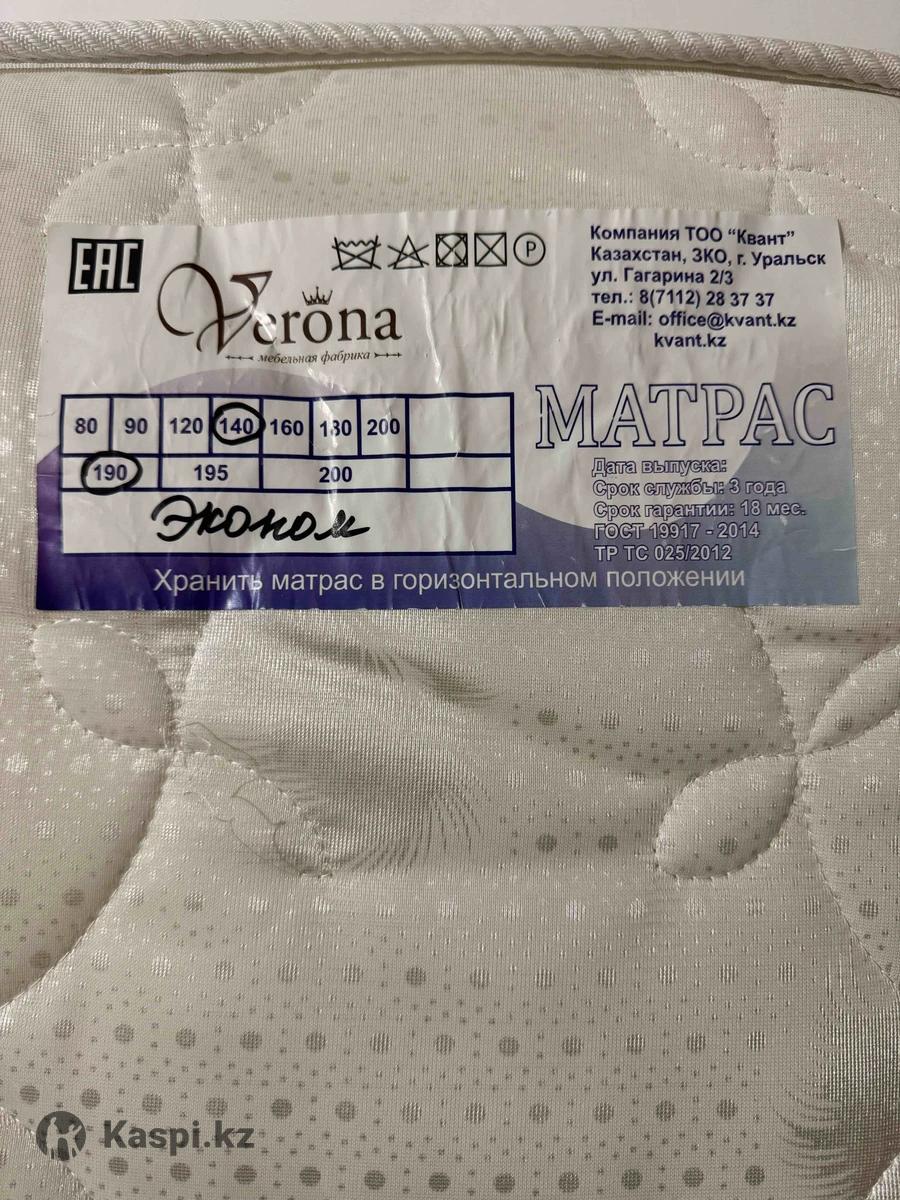 EAC
P
Verona
мебельная фабрика
Компания ТОО “Квант”
Казахстан, ЗКО, г. Уральск
ул. Гагарина 2/3
тел.: 8(7112) 28 37 37
E-mail: office@kvant.kz
kvant.kz
80 90 120 140 160 180 200
190 195 200
Эконом
МАТРАС
Дата выпуска:
Срок службы: 3 года
Срок гарантии: 18 мес.
ГОСТ 19917 - 2014
ТР ТС 025/2012
Хранить матрас в горизонтальном положении
Kaspi.kz